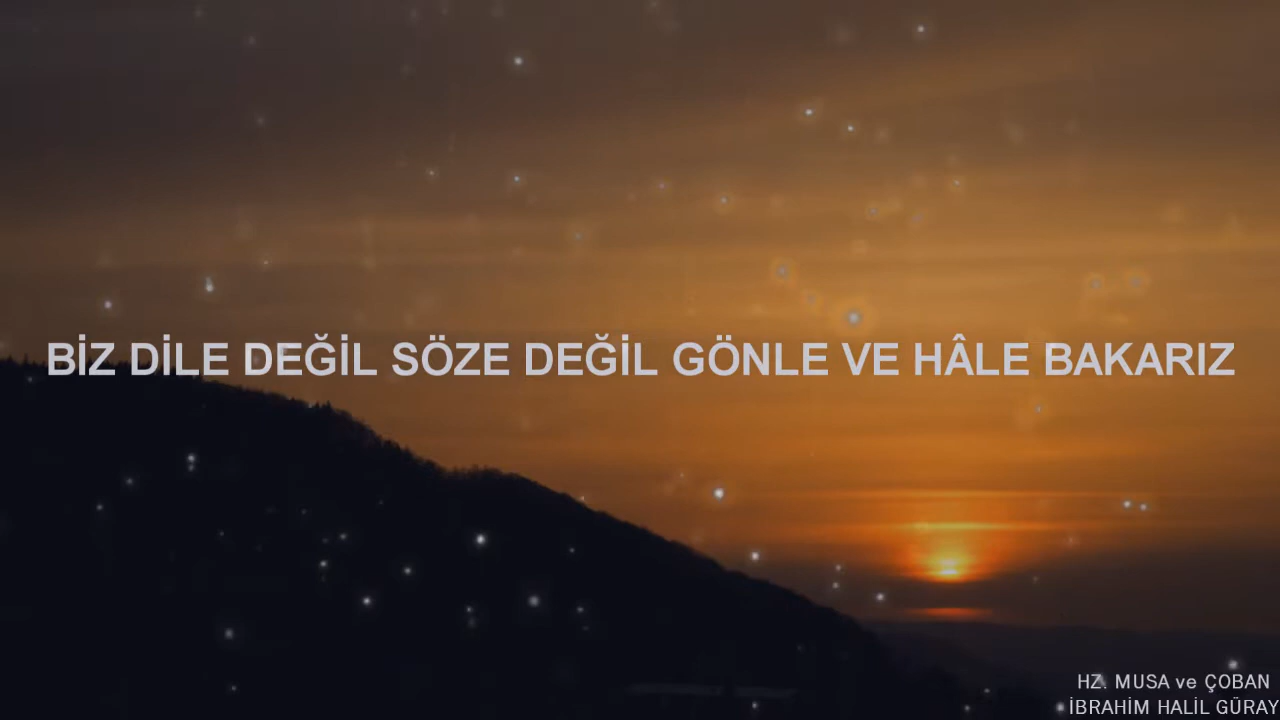 BİZ DİLE DEĞİL SÖZE DEĞİL GÖNLE VE HÂLE BAKARIZ
HZ. MUSA ve ÇOBAN
İBRAHİM HALİL GÜRAY